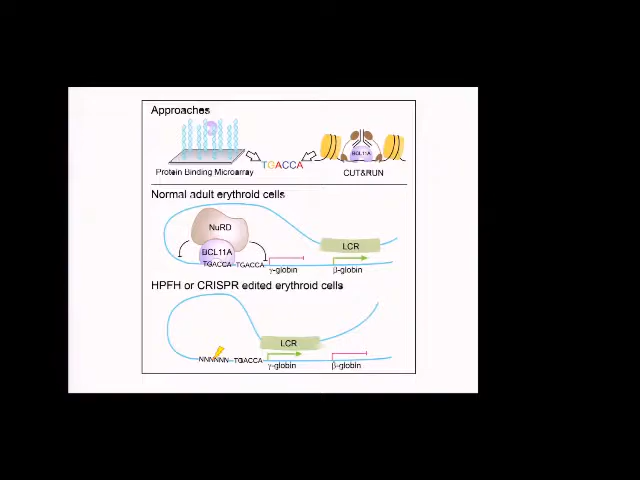 Approaches
BCL11A
TGACCA
Protein Binding Microarray
CUT&RUN
Normal adult erythroid cells
NuRD
LCR
BCL11A
TGACCA TGACCA
γ-globin
β-globin
HPFH or CRISPR edited erythroid cells
LCR
NNNNNN TGACCA
γ-globin
β-globin